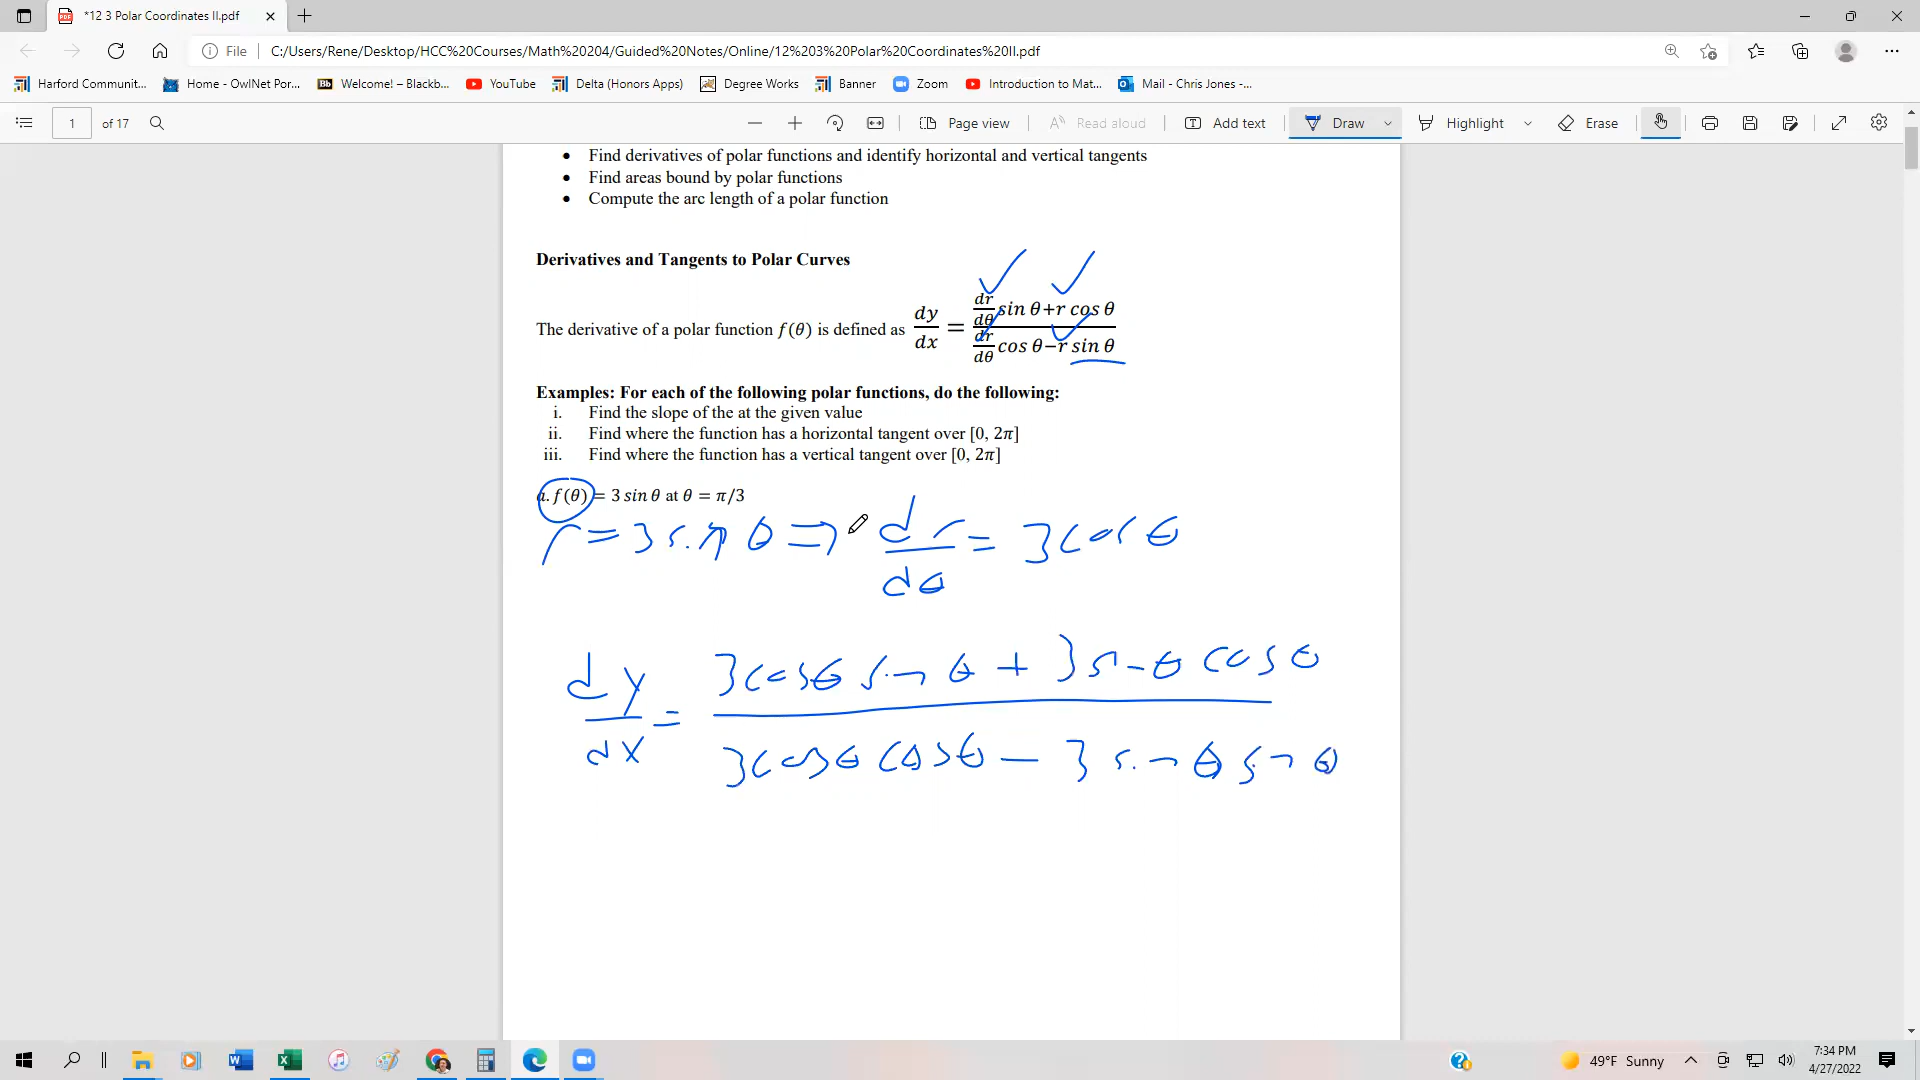 *12 3 Polar Coordinates II.pdf
File C:/Users/Rene/Desktop/HCC%20Courses/Math%20204/Guided%20Notes/Online/12%203%20Polar%20Coordinates%20II.pdf
Harford Communit... Home - OwlNet Por... Bb Welcome! – Blackb... YouTube Delta (Honors Apps) Degree Works Banner Zoom Introduction to Mat... Mail - Chris Jones -...
1 of 17 Page view Read aloud Add text Draw Highlight Erase
• Find derivatives of polar functions and identify horizontal and vertical tangents
• Find areas bound by polar functions
• Compute the arc length of a polar function
Derivatives and Tangents to Polar Curves
The derivative of a polar function f(θ) is defined as dy/dx = (dr/dθ sin θ+r cos θ)/(dr/dθ cos θ−r sin θ)
Examples: For each of the following polar functions, do the following:
i. Find the slope of the at the given value
ii. Find where the function has a horizontal tangent over [0, 2π]
iii. Find where the function has a vertical tangent over [0, 2π]
a. f(θ) = 3 sin θ at θ = π/3
r = 3 sin θ ⇒ dr/dθ = 3 cos θ
dy/dx = (3 cos θ sin θ + 3 sin θ cos θ)/(3 cos θ cos θ − 3 sin θ sin θ)
49°F Sunny 7:34 PM
4/27/2022